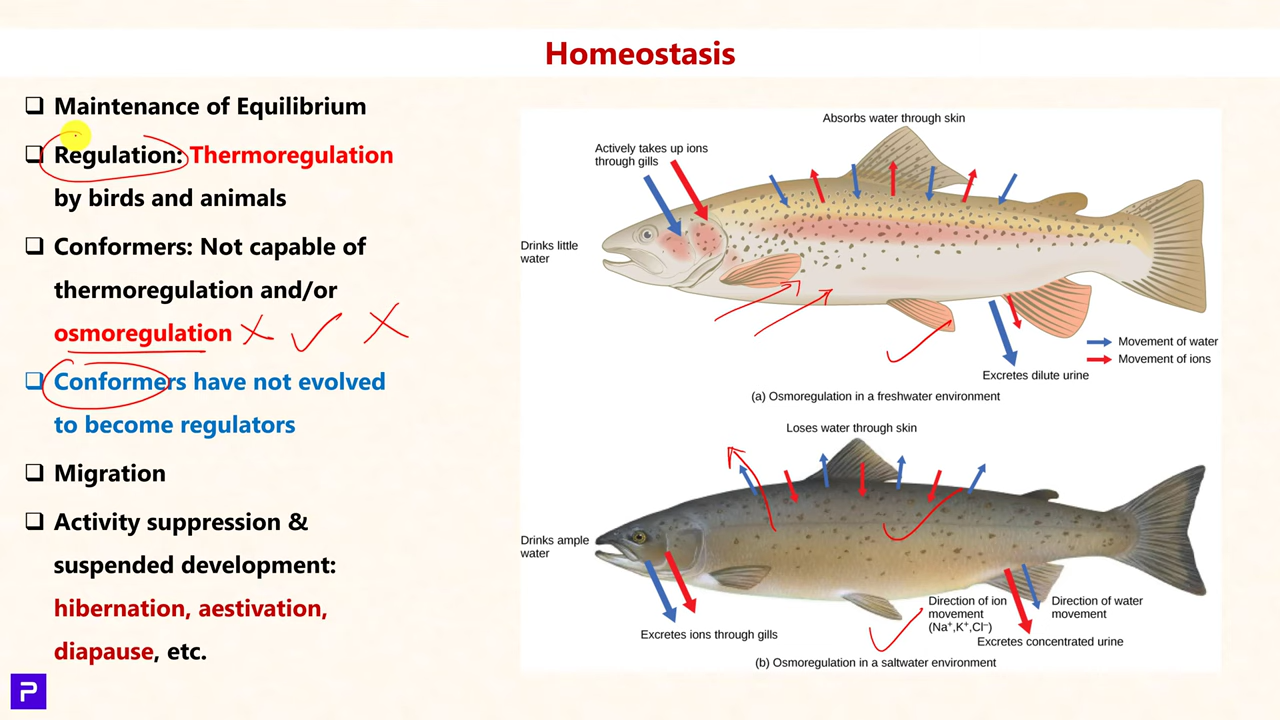 Homeostasis
❑ Maintenance of Equilibrium
❑ Regulation: Thermoregulation
by birds and animals
❑ Conformers: Not capable of
thermoregulation and/or
osmoregulation
❑ Conformers have not evolved
to become regulators
❑ Migration
❑ Activity suppression &
suspended development:
hibernation, aestivation,
diapause, etc.
Absorbs water through skin
Actively takes up ions
through gills
Drinks little
water
Movement of water
Movement of ions
Excretes dilute urine
(a) Osmoregulation in a freshwater environment
Loses water through skin
Drinks ample
water
Excretes ions through gills
Direction of ion
movement
(Na⁺,K⁺,Cl⁻)
Direction of water
movement
Excretes concentrated urine
(b) Osmoregulation in a saltwater environment
P